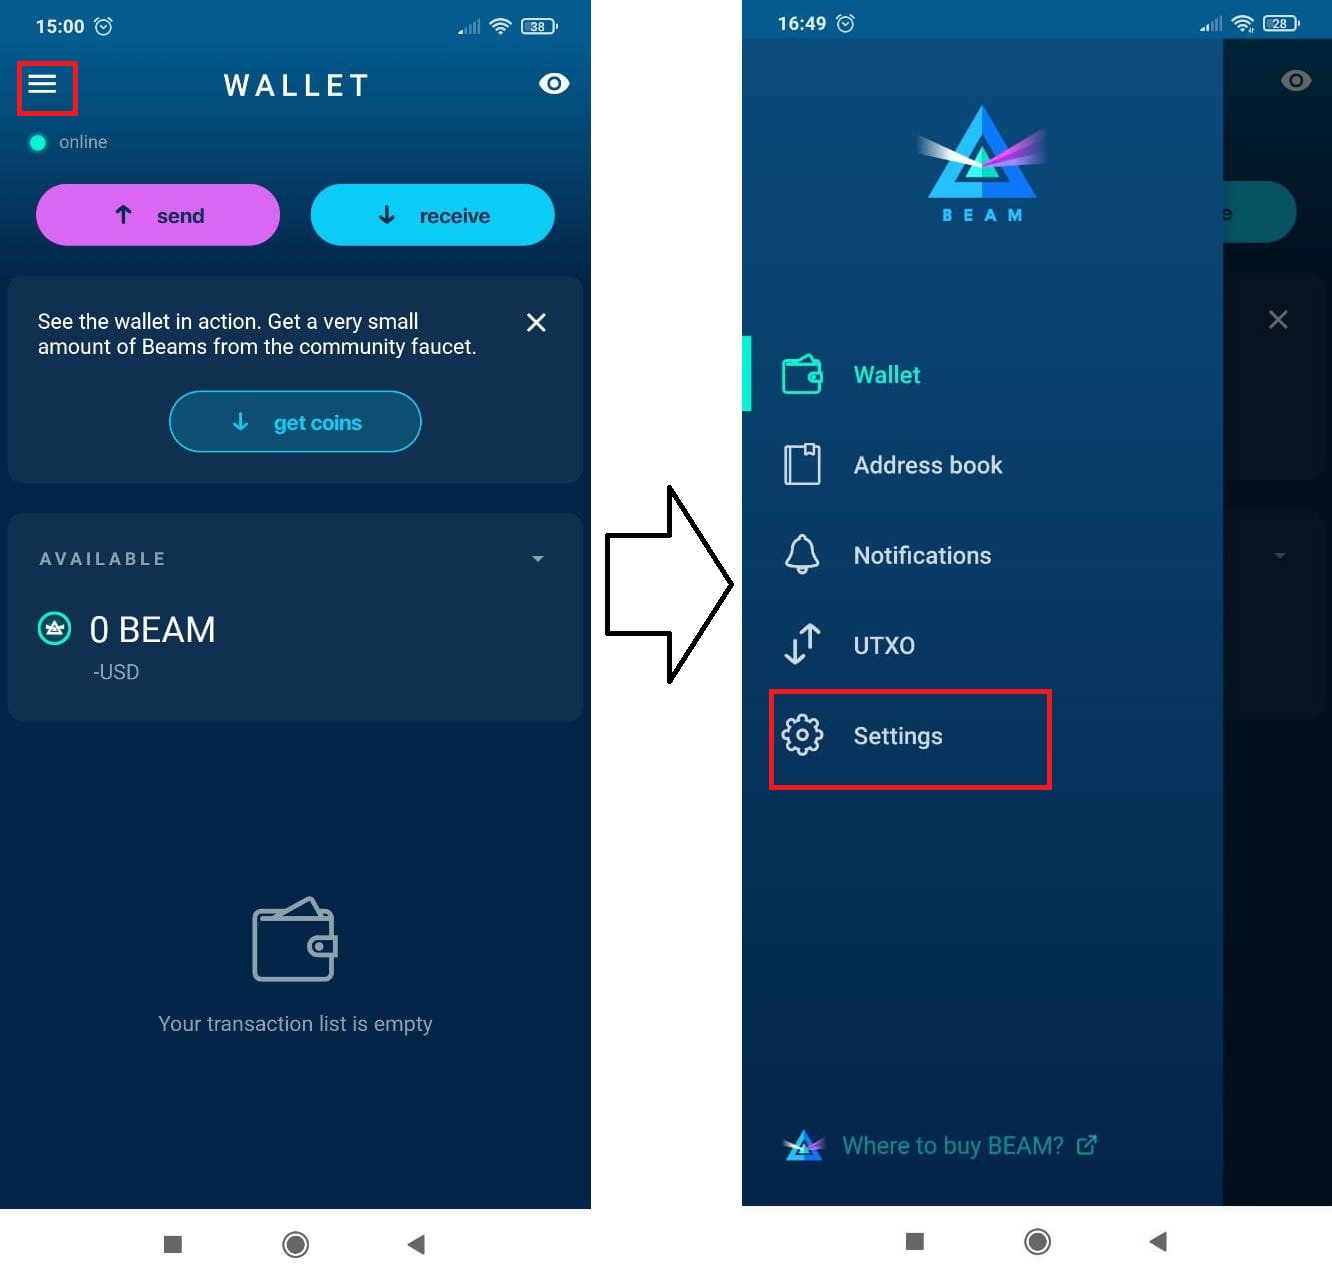 15:00
38
WALLET
online
send
receive
See the wallet in action. Get a very small
amount of Beams from the community faucet.
get coins
AVAILABLE
0 BEAM
-USD
Your transaction list is empty
16:49
28
BEAM
e
Wallet
Address book
Notifications
UTXO
Settings
Where to buy BEAM?